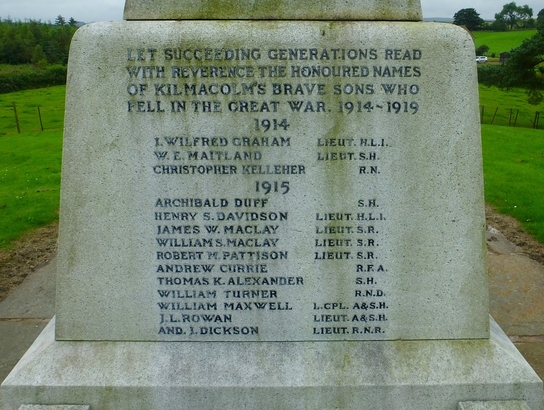 LET SUCCEEDING GENERATIONS READ
WITH REVERENCE THE HONOURED NAMES
OF KILMACOLM'S BRAVE SONS WHO
FELL IN THE GREAT WAR. 1914~1919
1914
J. WILFRED GRAHAM LIEUT. H.L.I.
W. E. MAITLAND LIEUT. S.H.
CHRISTOPHER KELLEHER R.N.
1915
ARCHIBALD DUFF S.H.
HENRY S. DAVIDSON LIEUT. H.L.I.
JAMES W. MACLAY LIEUT. S.R.
WILLIAM S. MACLAY LIEUT. S.R.
ROBERT M. PATTISON LIEUT. S.R.
ANDREW CURRIE R.F.A.
THOMAS K. ALEXANDER S.H.
WILLIAM TURNER R.N.D.
WILLIAM MAXWELL L.CPL. A&S.H.
J. L. ROWAN LIEUT. A&S.H.
AND. J. DICKSON LIEUT. R.N.R.